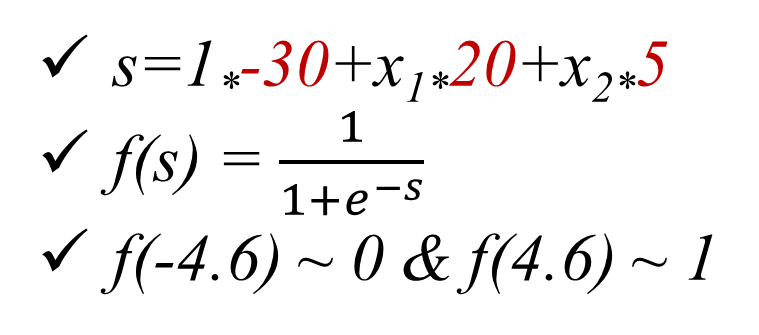 ✓ s=1*-30+x₁*20+x₂*5
✓ f(s) = 1/(1+e^(-s))
✓ f(-4.6) ~ 0 & f(4.6) ~ 1